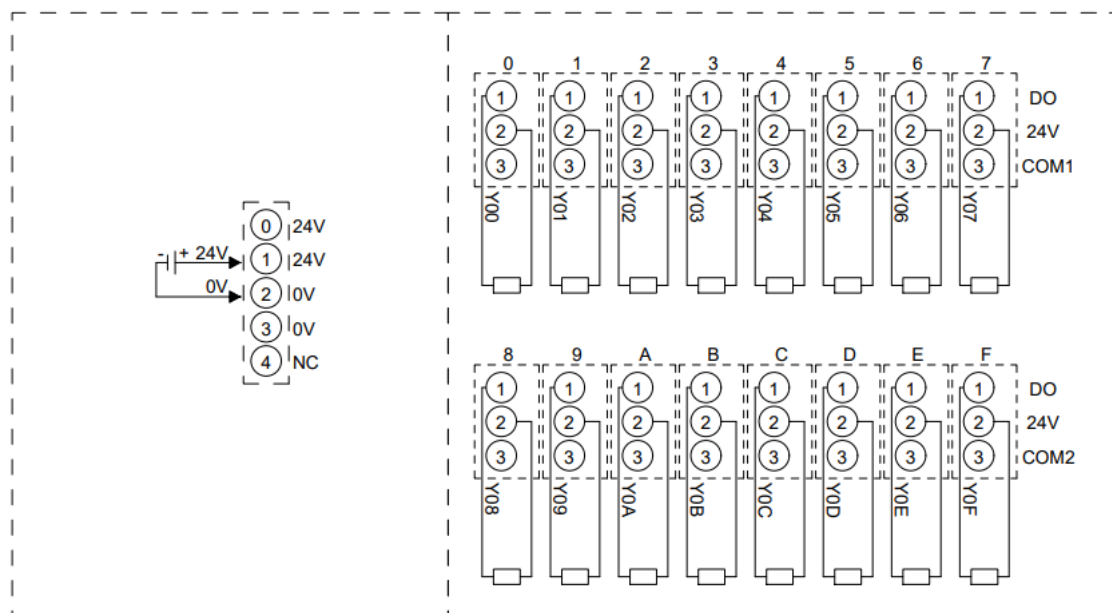 0 24V
- + 24V 1 24V
0V 2 0V
3 0V
4 NC
0 1 2 3 4 5 6 7
1 1 1 1 1 1 1 1 DO
2 2 2 2 2 2 2 2 24V
3 3 3 3 3 3 3 3 COM1
Y00 Y01 Y02 Y03 Y04 Y05 Y06 Y07
8 9 A B C D E F
1 1 1 1 1 1 1 1 DO
2 2 2 2 2 2 2 2 24V
3 3 3 3 3 3 3 3 COM2
Y08 Y09 Y0A Y0B Y0C Y0D Y0E Y0F